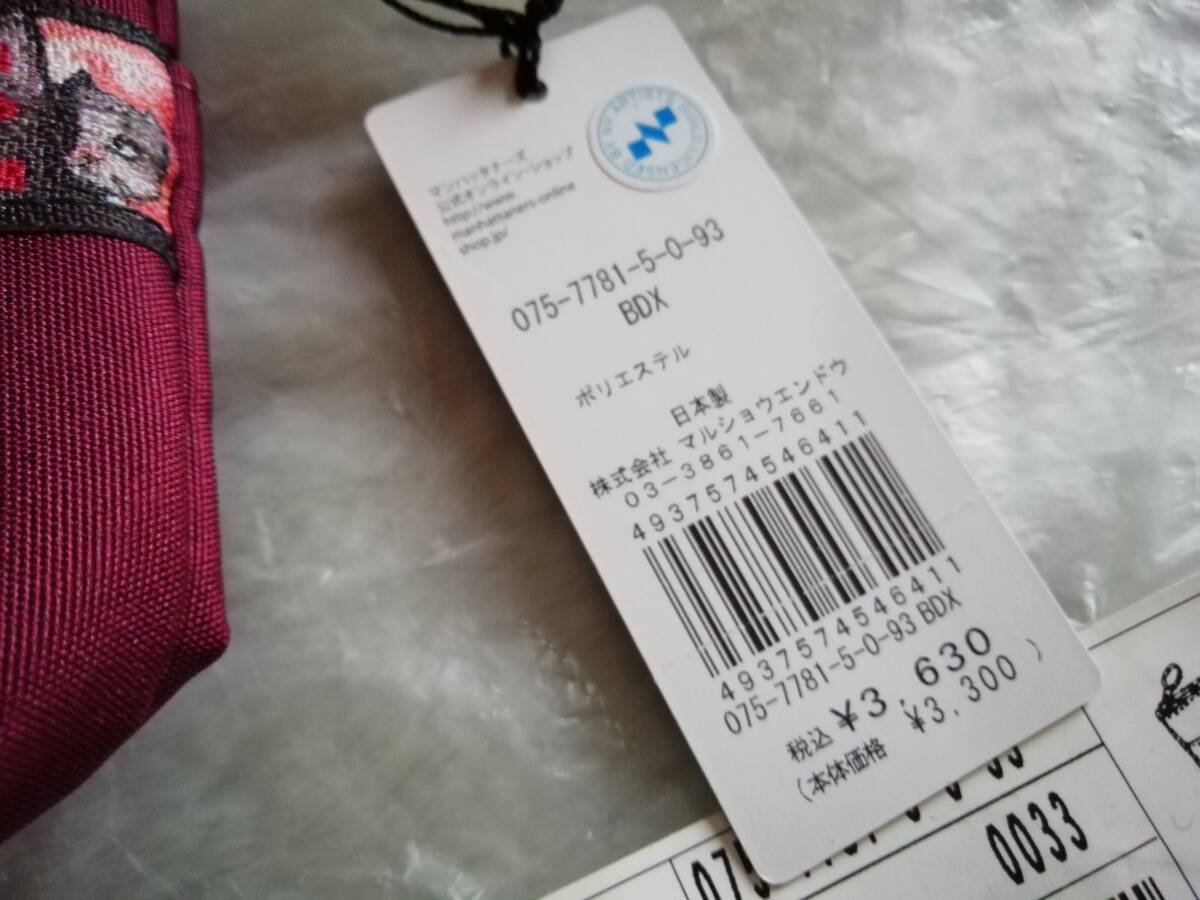 マンハッタナーズ
公式オンライン・ショップ
http://www.
manhattaners-online
shop.jp/
075-7781-5-0-93
BDX
ポリエステル
日本製
株式会社 マルショウエンドウ
03-3861-7661
4937574546411
4937574546411
075-7781-5-0-93 BDX
税込 ¥3,630
(本体価格 ¥3,300 )
0033